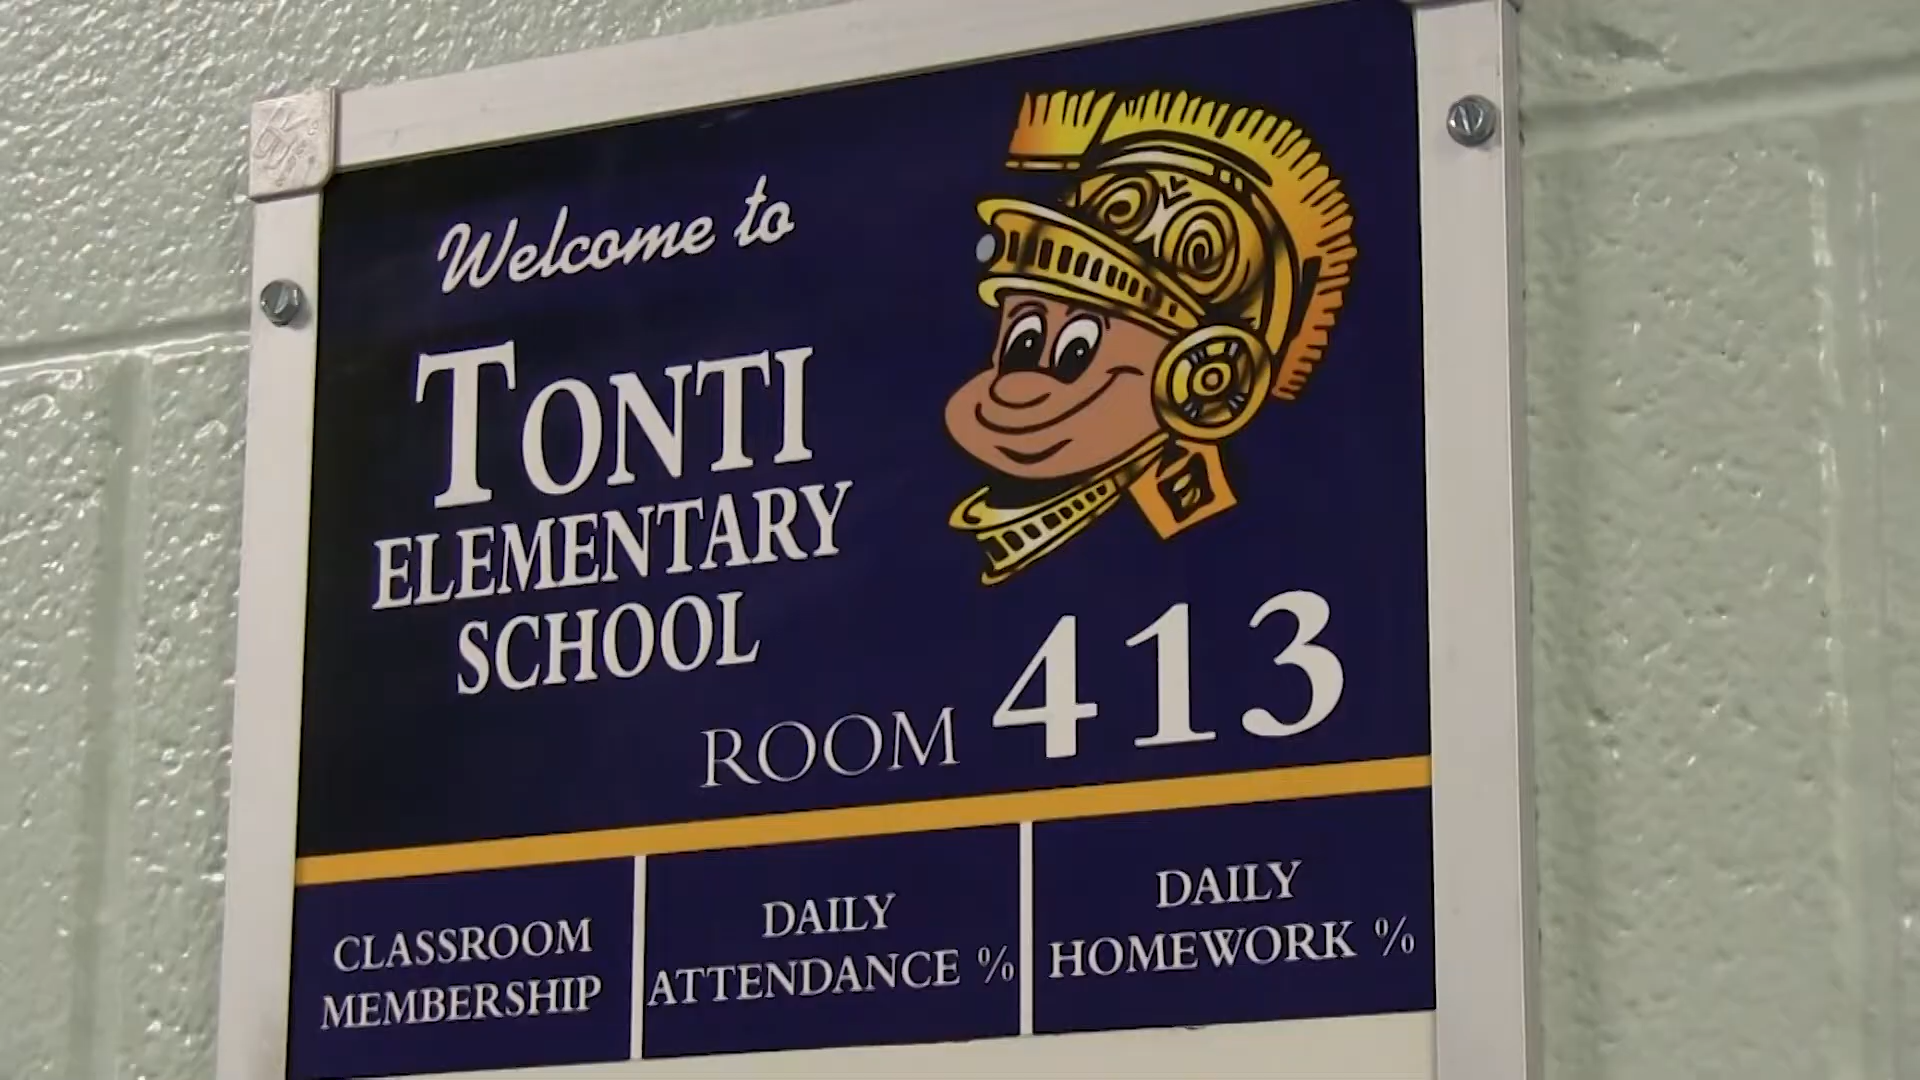 Welcome to
TONTI
ELEMENTARY
SCHOOL
ROOM 413
CLASSROOM
MEMBERSHIP
DAILY
ATTENDANCE %
DAILY
HOMEWORK %